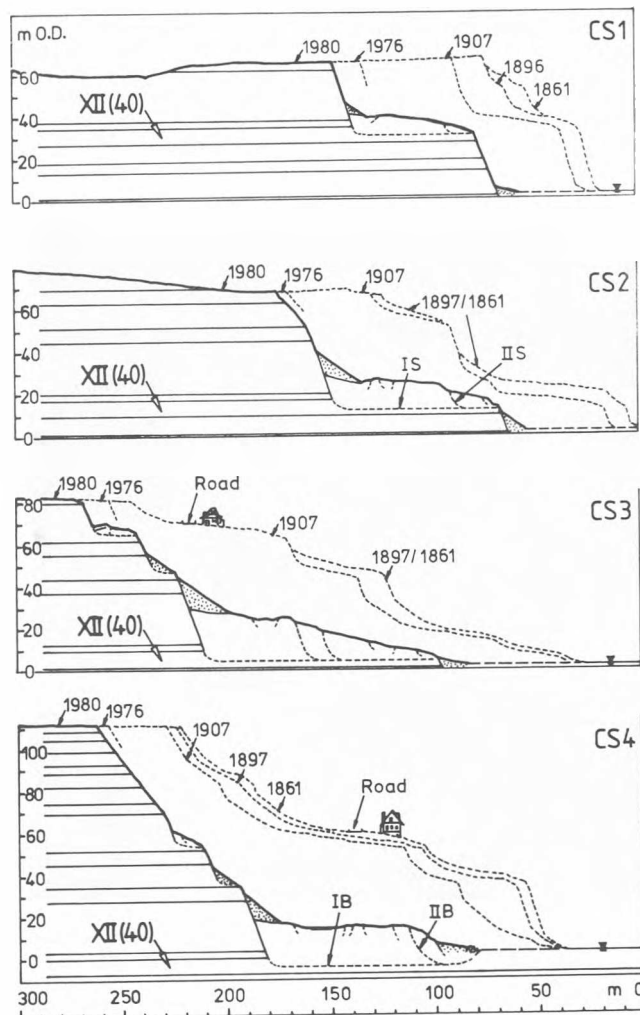 CS1
m O.D.
1980
1976
1907
1896
1861
60
XII(40)
40
20
0
CS2
1980
1976
1907
1897/1861
60
40
IS
IIS
XII(40)
20
0
CS3
1980
1976
Road
1907
1897/1861
80
60
40
XII(40)
20
0
CS4
1980
1976
1907
1897
1861
Road
100
80
60
40
20
XII(40)
IB
IIB
0
300 250 200 150 100 50 m 0